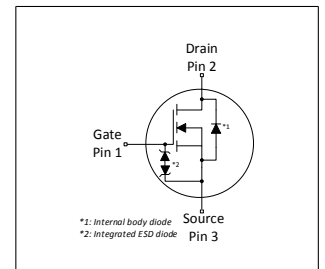 Drain
Pin 2
*1
Gate
Pin 1
*2
*1: Internal body diode
*2: Integrated ESD diode
Source
Pin 3